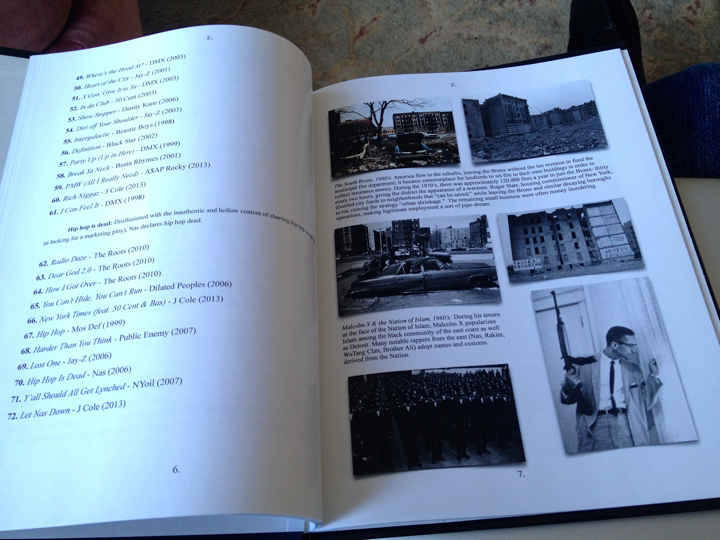 E.
49. Where's the Hood At? - DMX (2003)
50. Heart of the City - Jay-Z (2001)
51. X Gon' Give it to Ya - DMX (2003)
52. In da Club - 50 Cent (2003)
53. Show Stopper - Danity Kane (2006)
54. Dirt off Your Shoulder - Jay-Z (2003)
55. Intergalactic - Beastie Boys (1998)
56. Definition - Black Star (2002)
57. Party Up (Up in Here) - DMX (1999)
58. Break Ya Neck - Busta Rhymes (2001)
59. PMW (All I Really Need) - ASAP Rocky (2013)
60. Rich Niggaz - J Cole (2013)
61. I Can Feel It - DMX (1998)
Hip hop is dead: Disillusioned with the inauthentic and hollow content of charting hip hop
as looking for a marketing ploy), Nas declares hip hop dead.
62. Radio Daze - The Roots (2010)
63. Dear God 2.0 - The Roots (2010)
64. How I Got Over - The Roots (2010)
65. You Can't Hide, You Can't Run - Dilated Peoples (2006)
66. New York Times (feat. 50 Cent & Bas) - J Cole (2013)
67. Hip Hop - Mos Def (1999)
68. Harder Than You Think - Public Enemy (2007)
69. Lost One - Jay-Z (2006)
70. Hip Hop Is Dead - Nas (2006)
71. Y'all Should All Get Lynched - NYoil (2007)
72. Let Nas Down - J Cole (2013)
6.
E.
The South Bronx, 1980's: America flew to the suburbs, leaving the Bronx without the tax revenue to fund the
municipal fire department; it became commonplace for landlords to set fire to their own buildings in order to
collect insurance money. During the 1970's, there was approximately 120,000 fires a year in just the Bronx: thirty
every two hours, giving the district the appearance of a warzone. Roger Starr, housing commissioner of New York,
diverted city funds to neighborhoods that "can be saved," while leaving the Bronx and similar decaying boroughs
to rot, coining the strategy "urban shrinkage." The remaining small business were often money laundering
operations, making legitimate employment a sort of pipe-dream.
Malcolm X & the Nation of Islam, 1960's: During his tenure
as the face of the Nation of Islam, Malcolm X popularizes
Islam among the black community of the east coast as well
as Detroit. Many notable rappers from the east (Nas, Rakim,
WuTang Clan, Brother Ali) adopt names and customs
derived from the Nation.
7.